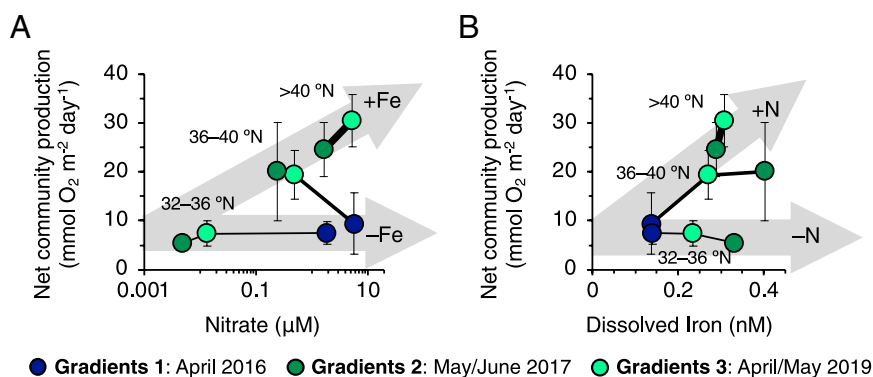 A
Net community production
(mmol O₂ m⁻² day⁻¹)
40
30
20
10
0
>40 ºN
+Fe
36–40 ºN
32–36 ºN
–Fe
0.001
0.1
10
Nitrate (µM)
B
Net community production
(mmol O₂ m⁻² day⁻¹)
40
30
20
10
0
>40 ºN
+N
36–40 ºN
–N
32–36 ºN
0
0.2
0.4
Dissolved Iron (nM)
Gradients 1: April 2016
Gradients 2: May/June 2017
Gradients 3: April/May 2019